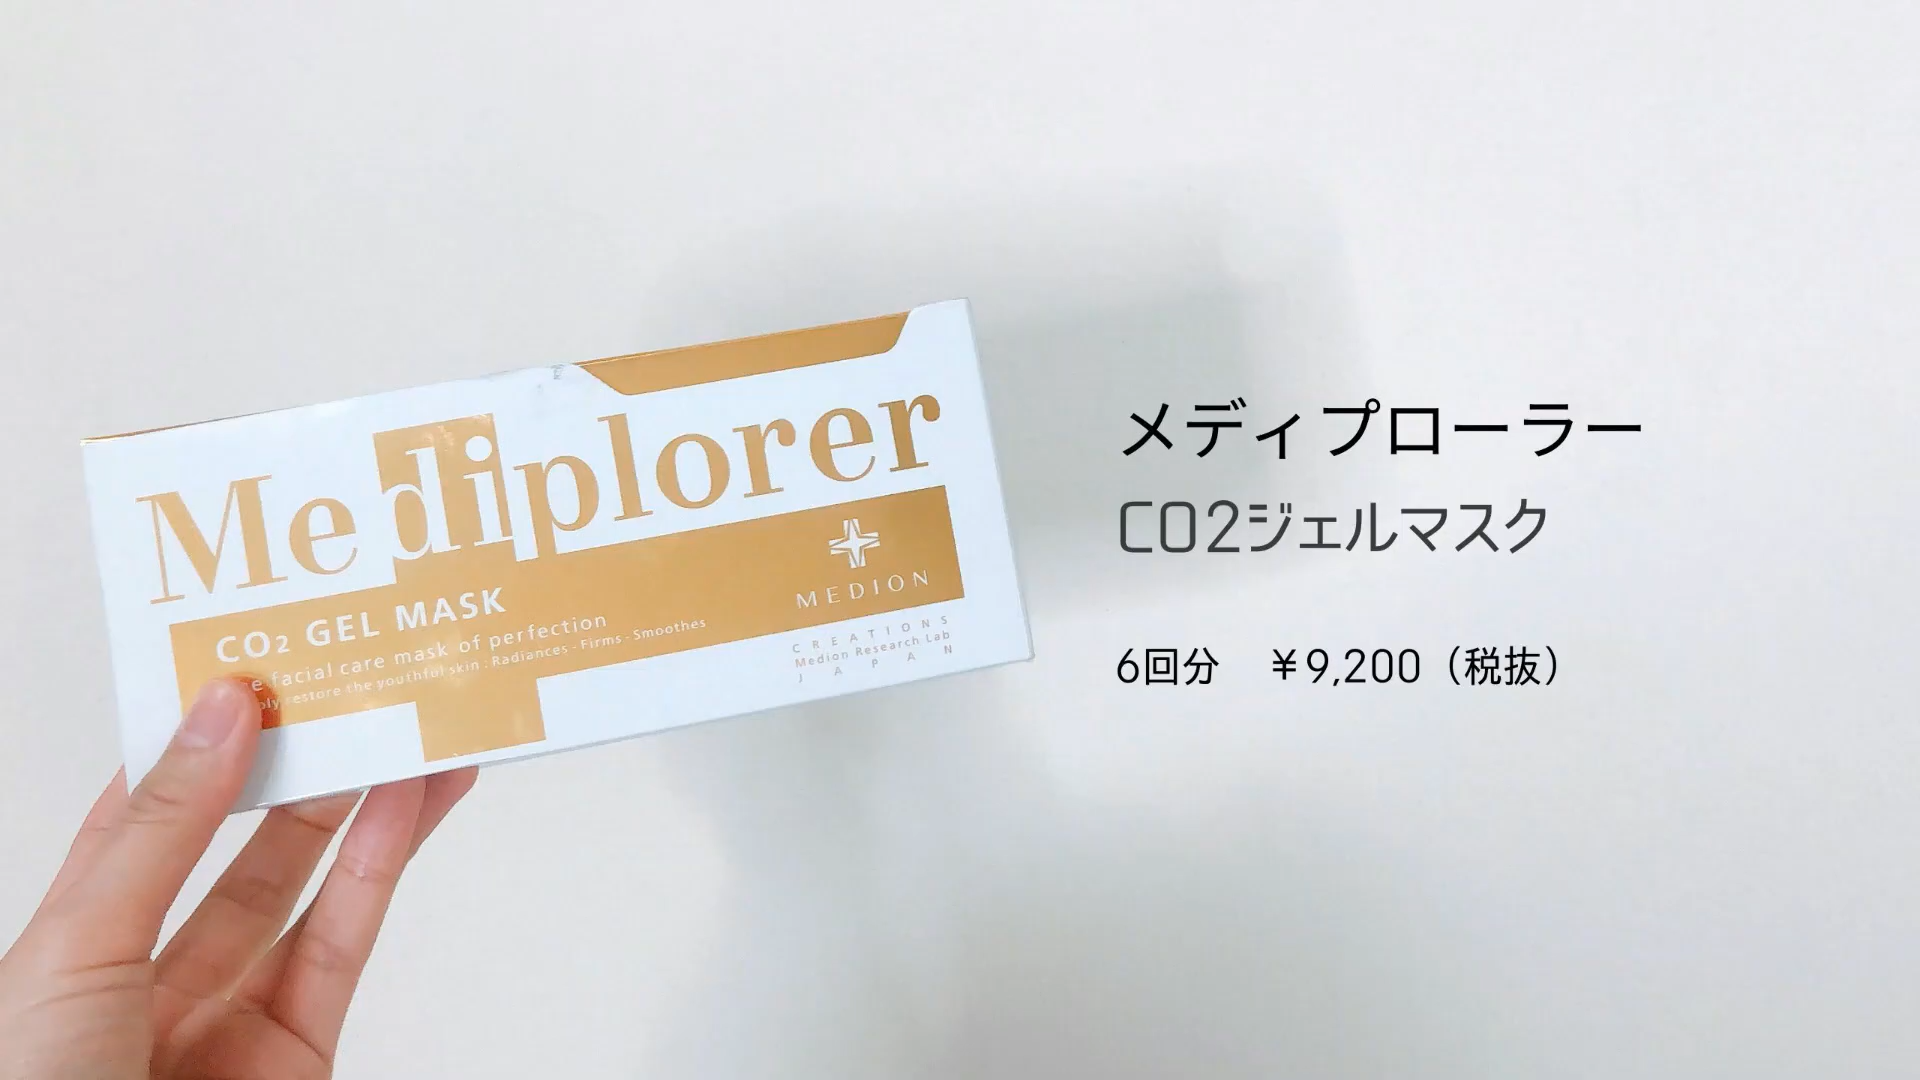 Mediplorer
CO2 GEL MASK
facial care mask of perfection
restore the youthful skin : Radiances - Firms - Smoothes
MEDION
CREATIONS
Medion Research Lab
JAPAN
メディプローラー
CO2ジェルマスク
6回分 ￥9,200（税抜）